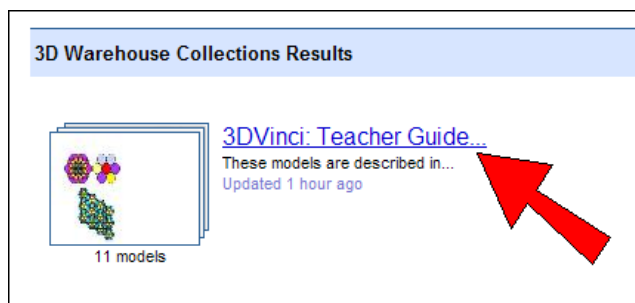 3D Warehouse Collections Results
3DVinci: Teacher Guide...
These models are described in...
Updated 1 hour ago
11 models